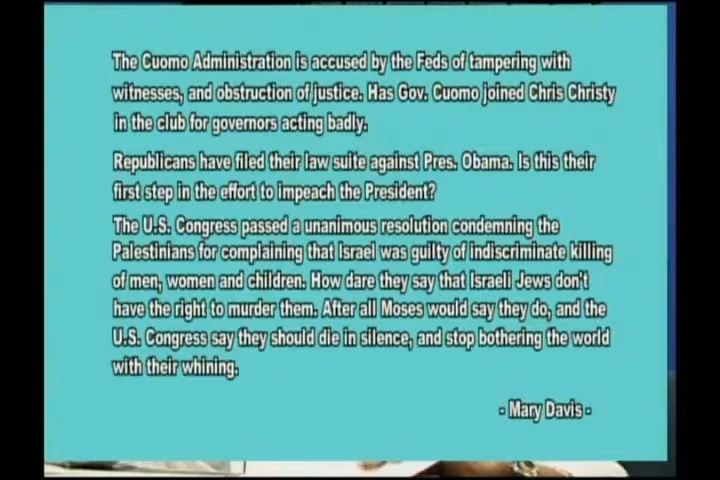 The Cuomo Administration is accused by the Feds of tampering with
witnesses, and obstruction of justice. Has Gov. Cuomo joined Chris Christy
in the club for governors acting badly.
Republicans have filed their law suite against Pres. Obama. Is this their
first step in the effort to impeach the President?
The U.S. Congress passed a unanimous resolution condemning the
Palestinians for complaining that Israel was guilty of indiscriminate killing
of men, women and children. How dare they say that Israeli Jews don't
have the right to murder them. After all Moses would say they do, and the
U.S. Congress say they should die in silence, and stop bothering the world
with their whining.
- Mary Davis -